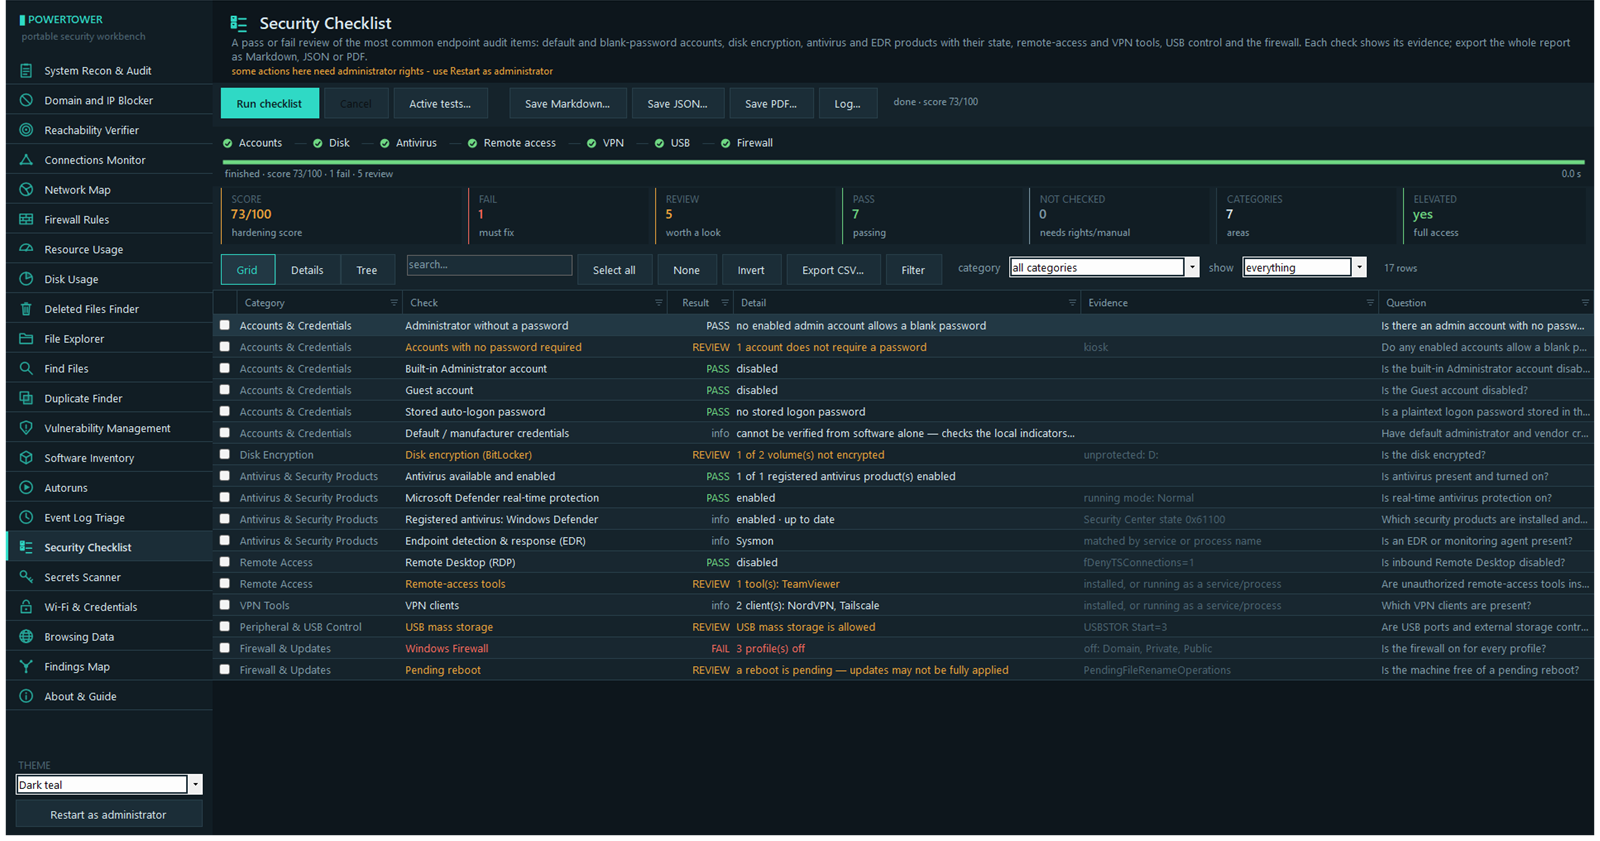 POWERTOWER
portable security workbench
System Recon & Audit
Domain and IP Blocker
Reachability Verifier
Connections Monitor
Network Map
Firewall Rules
Resource Usage
Disk Usage
Deleted Files Finder
File Explorer
Find Files
Duplicate Finder
Vulnerability Management
Software Inventory
Autoruns
Event Log Triage
Security Checklist
Secrets Scanner
Wi-Fi & Credentials
Browsing Data
Findings Map
About & Guide
THEME
Dark teal
Restart as administrator
Security Checklist
A pass or fail review of the most common endpoint audit items: default and blank-password accounts, disk encryption, antivirus and EDR products with their state, remote-access and VPN tools, USB control and the firewall. Each check shows its evidence; export the whole report
as Markdown, JSON or PDF.
some actions here need administrator rights - use Restart as administrator
Run checklist Cancel Active tests... Save Markdown... Save JSON... Save PDF... Log... done · score 73/100
Accounts — Disk — Antivirus — Remote access — VPN — USB — Firewall
finished · score 73/100 · 1 fail · 5 review 0.0 s
SCORE FAIL REVIEW PASS NOT CHECKED CATEGORIES ELEVATED
73/100 1 5 7 0 7 yes
hardening score must fix worth a look passing needs rights/manual areas full access
Grid Details Tree search... Select all None Invert Export CSV... Filter category all categories show everything 17 rows
Category Check Result Detail Evidence Question
Accounts & Credentials Administrator without a password PASS no enabled admin account allows a blank password Is there an admin account with no passw...
Accounts & Credentials Accounts with no password required REVIEW 1 account does not require a password kiosk Do any enabled accounts allow a blank p...
Accounts & Credentials Built-in Administrator account PASS disabled Is the built-in Administrator account disab...
Accounts & Credentials Guest account PASS disabled Is the Guest account disabled?
Accounts & Credentials Stored auto-logon password PASS no stored logon password Is a plaintext logon password stored in th...
Accounts & Credentials Default / manufacturer credentials info cannot be verified from software alone — checks the local indicators... Have default administrator and vendor cr...
Disk Encryption Disk encryption (BitLocker) REVIEW 1 of 2 volume(s) not encrypted unprotected: D: Is the disk encrypted?
Antivirus & Security Products Antivirus available and enabled PASS 1 of 1 registered antivirus product(s) enabled Is antivirus present and turned on?
Antivirus & Security Products Microsoft Defender real-time protection PASS enabled running mode: Normal Is real-time antivirus protection on?
Antivirus & Security Products Registered antivirus: Windows Defender info enabled · up to date Security Center state 0x61100 Which security products are installed and...
Antivirus & Security Products Endpoint detection & response (EDR) info Sysmon matched by service or process name Is an EDR or monitoring agent present?
Remote Access Remote Desktop (RDP) PASS disabled fDenyTSConnections=1 Is inbound Remote Desktop disabled?
Remote Access Remote-access tools REVIEW 1 tool(s): TeamViewer installed, or running as a service/process Are unauthorized remote-access tools ins...
VPN Tools VPN clients info 2 client(s): NordVPN, Tailscale installed, or running as a service/process Which VPN clients are present?
Peripheral & USB Control USB mass storage REVIEW USB mass storage is allowed USBSTOR Start=3 Are USB ports and external storage contr...
Firewall & Updates Windows Firewall FAIL 3 profile(s) off off: Domain, Private, Public Is the firewall on for every profile?
Firewall & Updates Pending reboot REVIEW a reboot is pending — updates may not be fully applied PendingFileRenameOperations Is the machine free of a pending reboot?